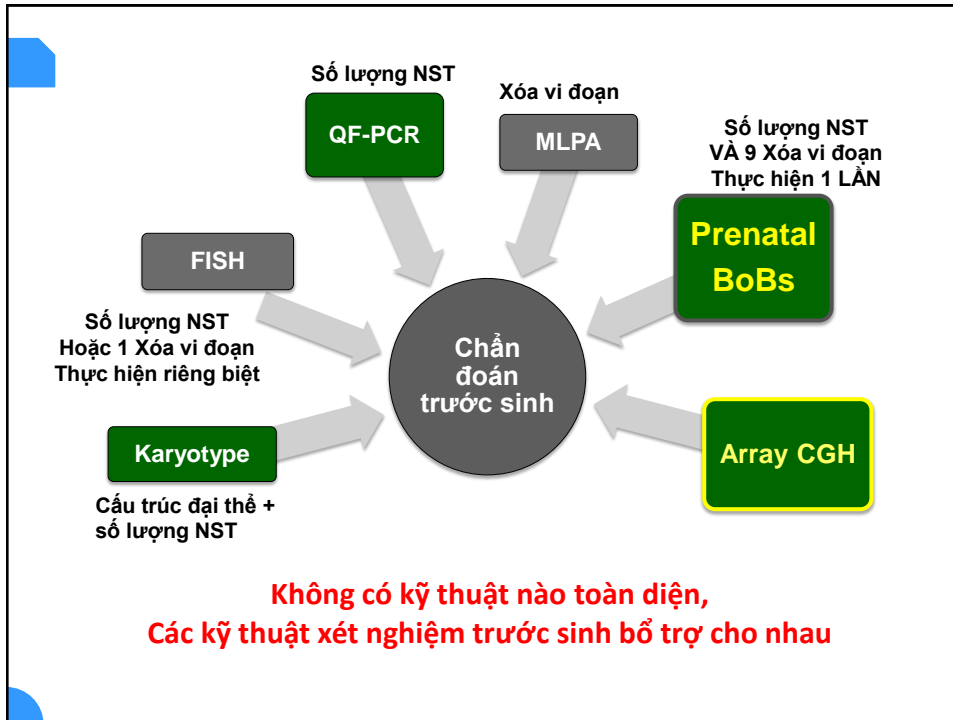 Số lượng NST
QF-PCR
Xóa vi đoạn
MLPA
Số lượng NST
VÀ 9 Xóa vi đoạn
Thực hiện 1 LẦN
Prenatal
BoBs
FISH
Số lượng NST
Hoặc 1 Xóa vi đoạn
Thực hiện riêng biệt
Chẩn
đoán
trước sinh
Karyotype
Cấu trúc đại thể +
số lượng NST
Array CGH
Không có kỹ thuật nào toàn diện,
Các kỹ thuật xét nghiệm trước sinh bổ trợ cho nhau